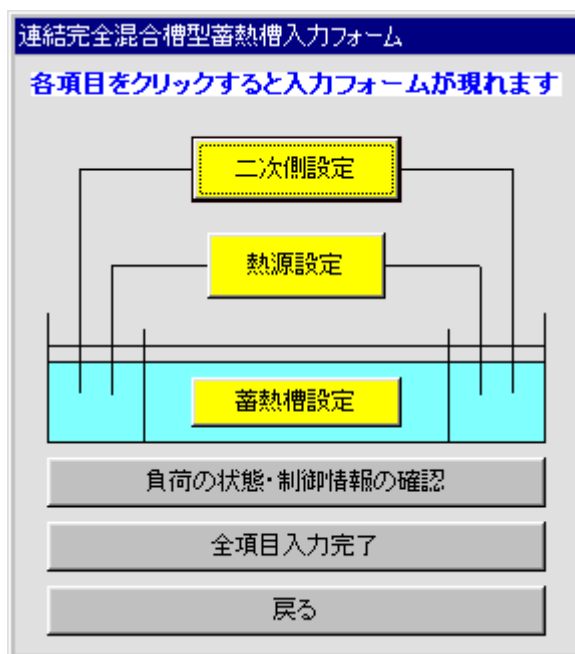 連結完全混合槽型蓄熱槽入力フォーム
各項目をクリックすると入力フォームが現れます
二次側設定
熱源設定
蓄熱槽設定
負荷の状態・制御情報の確認
全項目入力完了
戻る